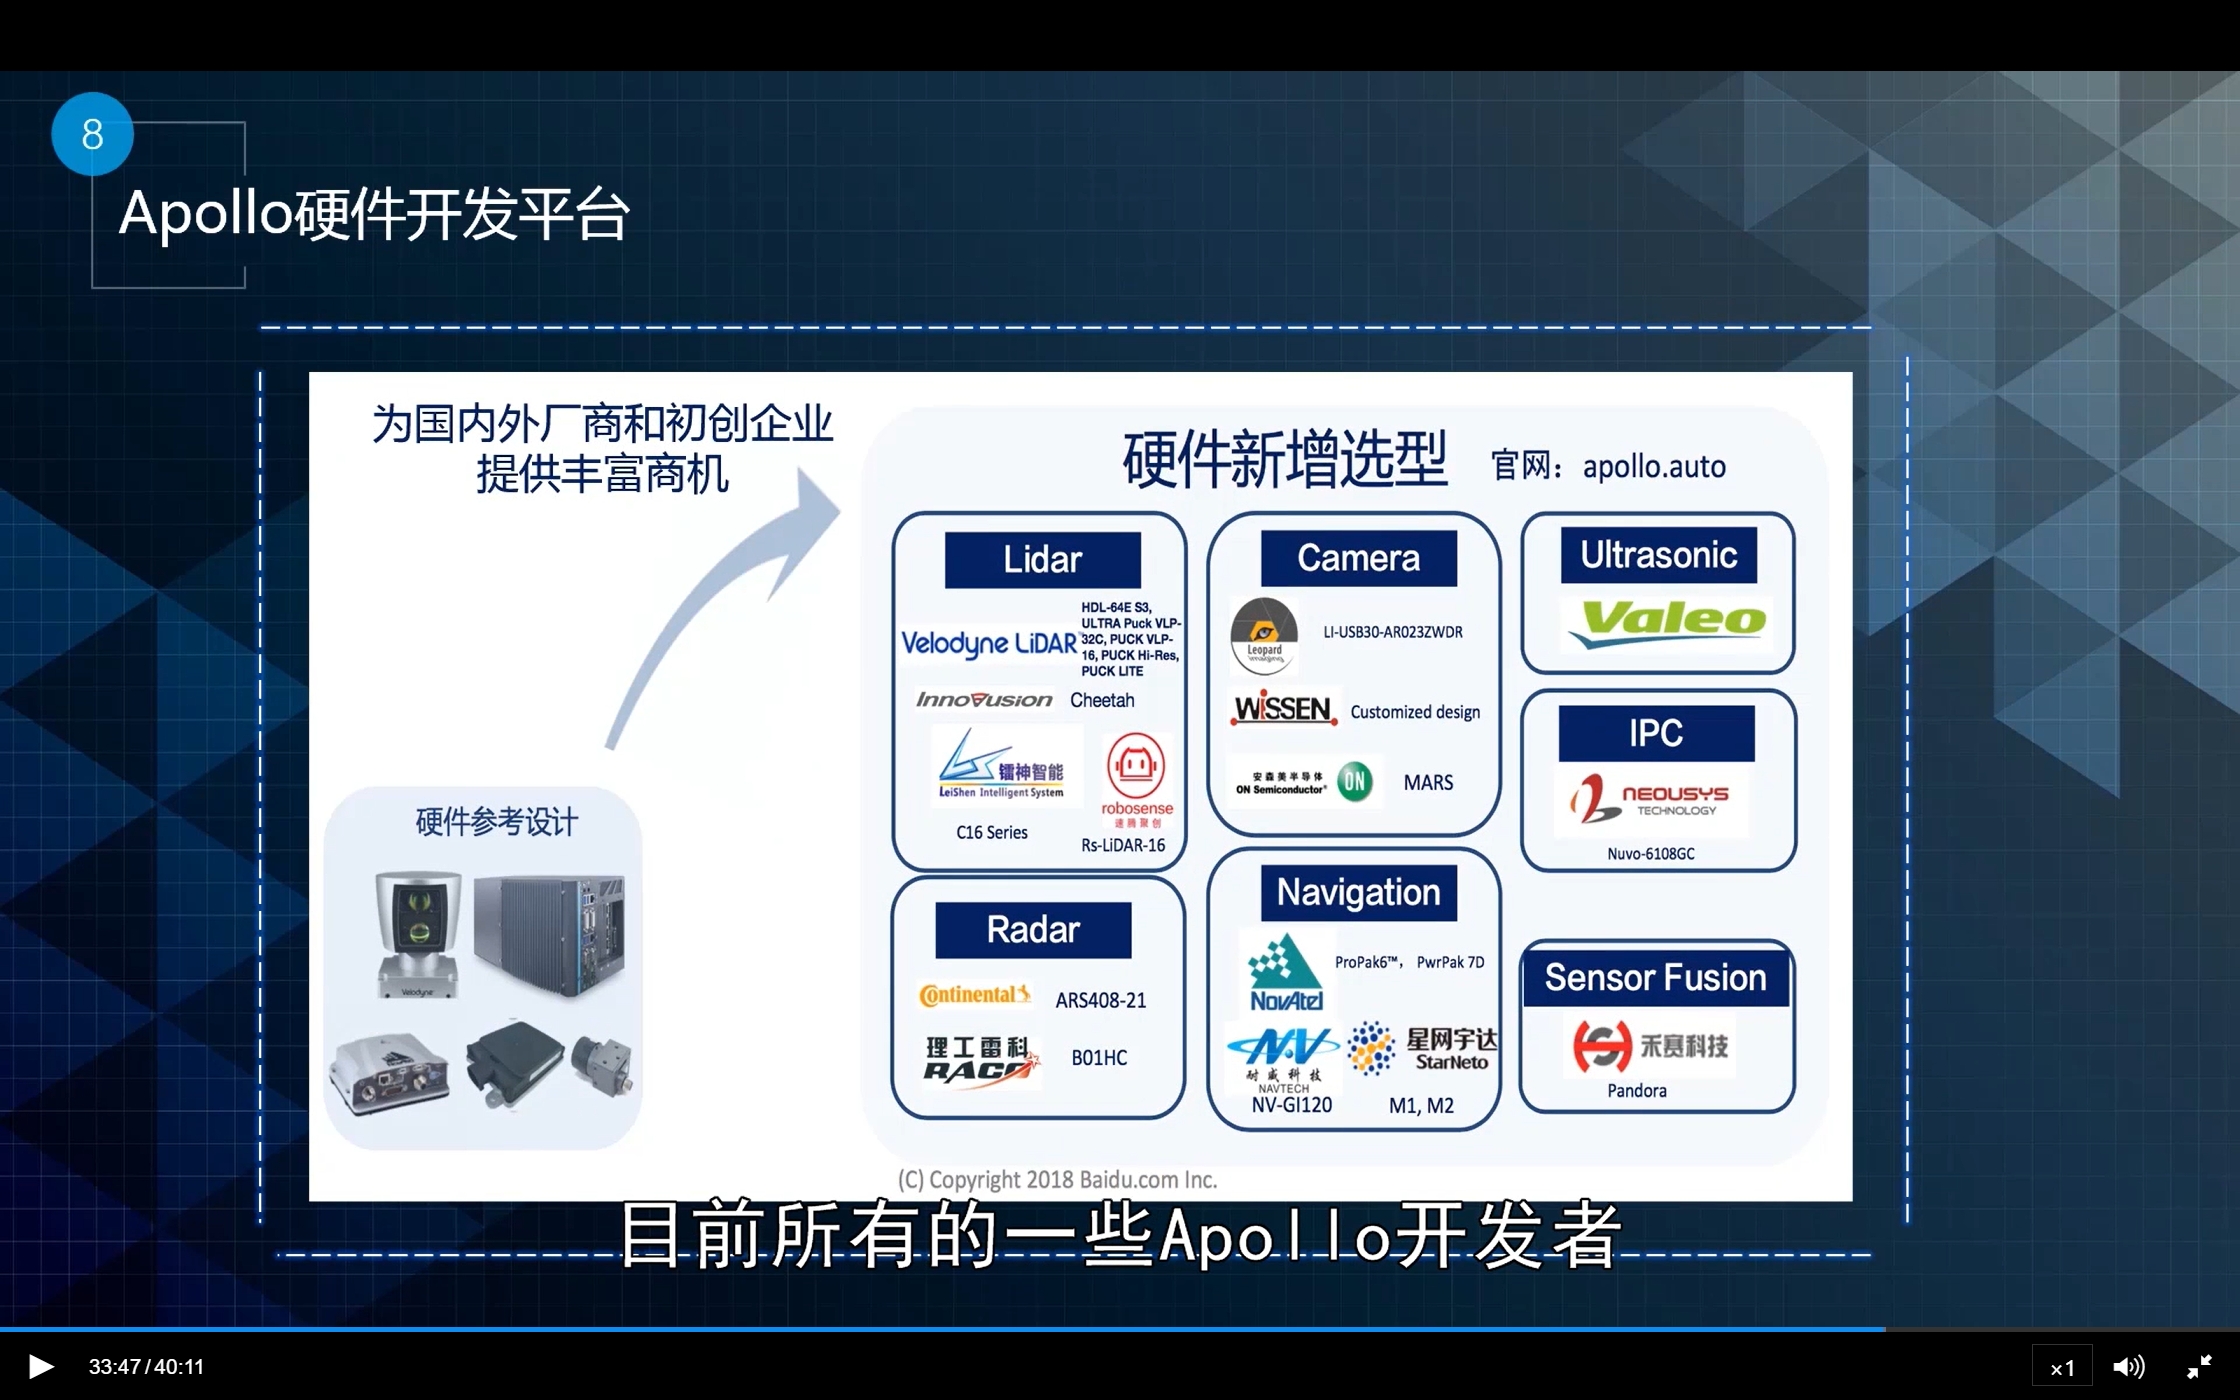 8
Apollo硬件开发平台
为国内外厂商和初创企业
提供丰富商机
硬件参考设计
Velodyne
硬件新增选型 官网：apollo.auto
Lidar
Velodyne LiDAR
HDL-64E S3,
ULTRA Puck VLP-
32C, PUCK VLP-
16, PUCK Hi-Res,
PUCK LITE
Innovusion Cheetah
镭神智能
LeiShen Intelligent System
C16 Series
robosense
速腾聚创
Rs-LiDAR-16
Radar
Continental ARS408-21
理工雷科
RACO
B01HC
Camera
Leopard
LI-USB30-AR023ZWDR
WiSSEN Customized design
安森美半导体
ON Semiconductor®
ON
MARS
Navigation
NovAtel
ProPak6™， PwrPak 7D
NV
耐威科技
NAVTECH
NV-GI120
星网宇达
StarNeto
M1, M2
Ultrasonic
Valeo
IPC
NEOUSYS
TECHNOLOGY
Nuvo-6108GC
Sensor Fusion
禾赛科技
Pandora
(C) Copyright 2018 Baidu.com Inc.
目前所有的一些Apollo开发者
33:47/40:11
×1